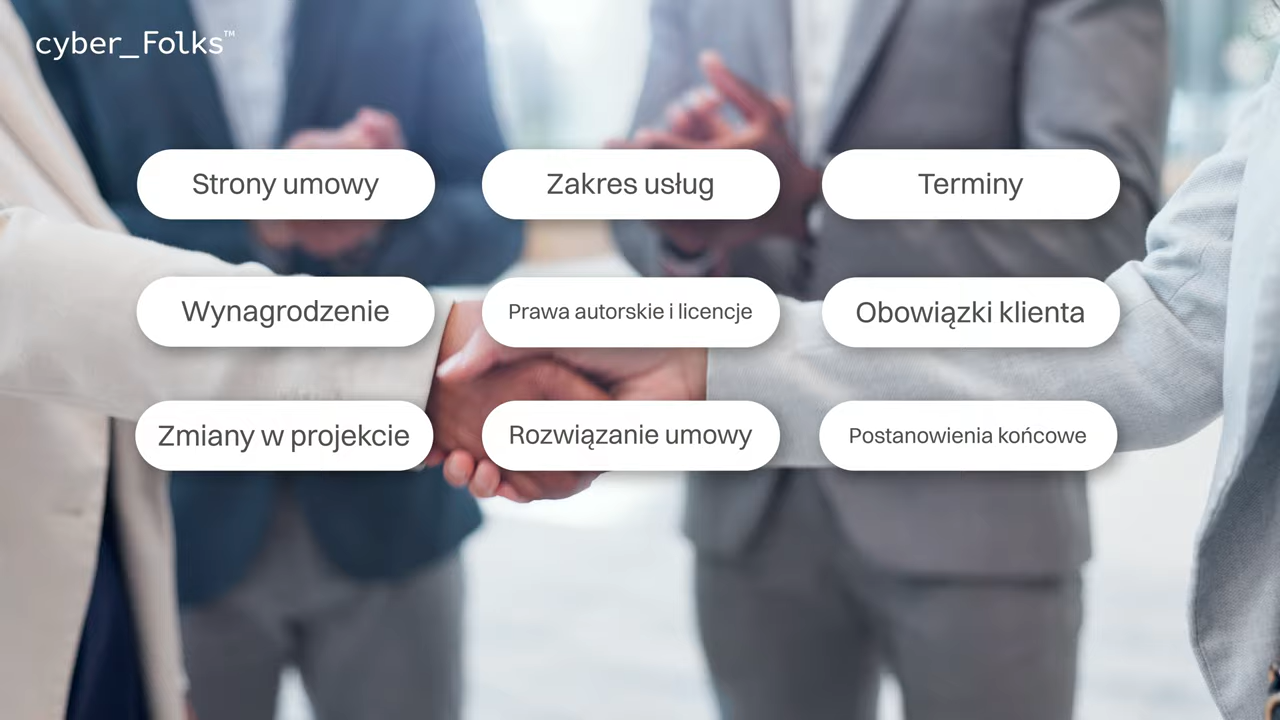 cyber_Folks™
Strony umowy
Zakres usług
Terminy
Wynagrodzenie
Prawa autorskie i licencje
Obowiązki klienta
Zmiany w projekcie
Rozwiązanie umowy
Postanowienia końcowe